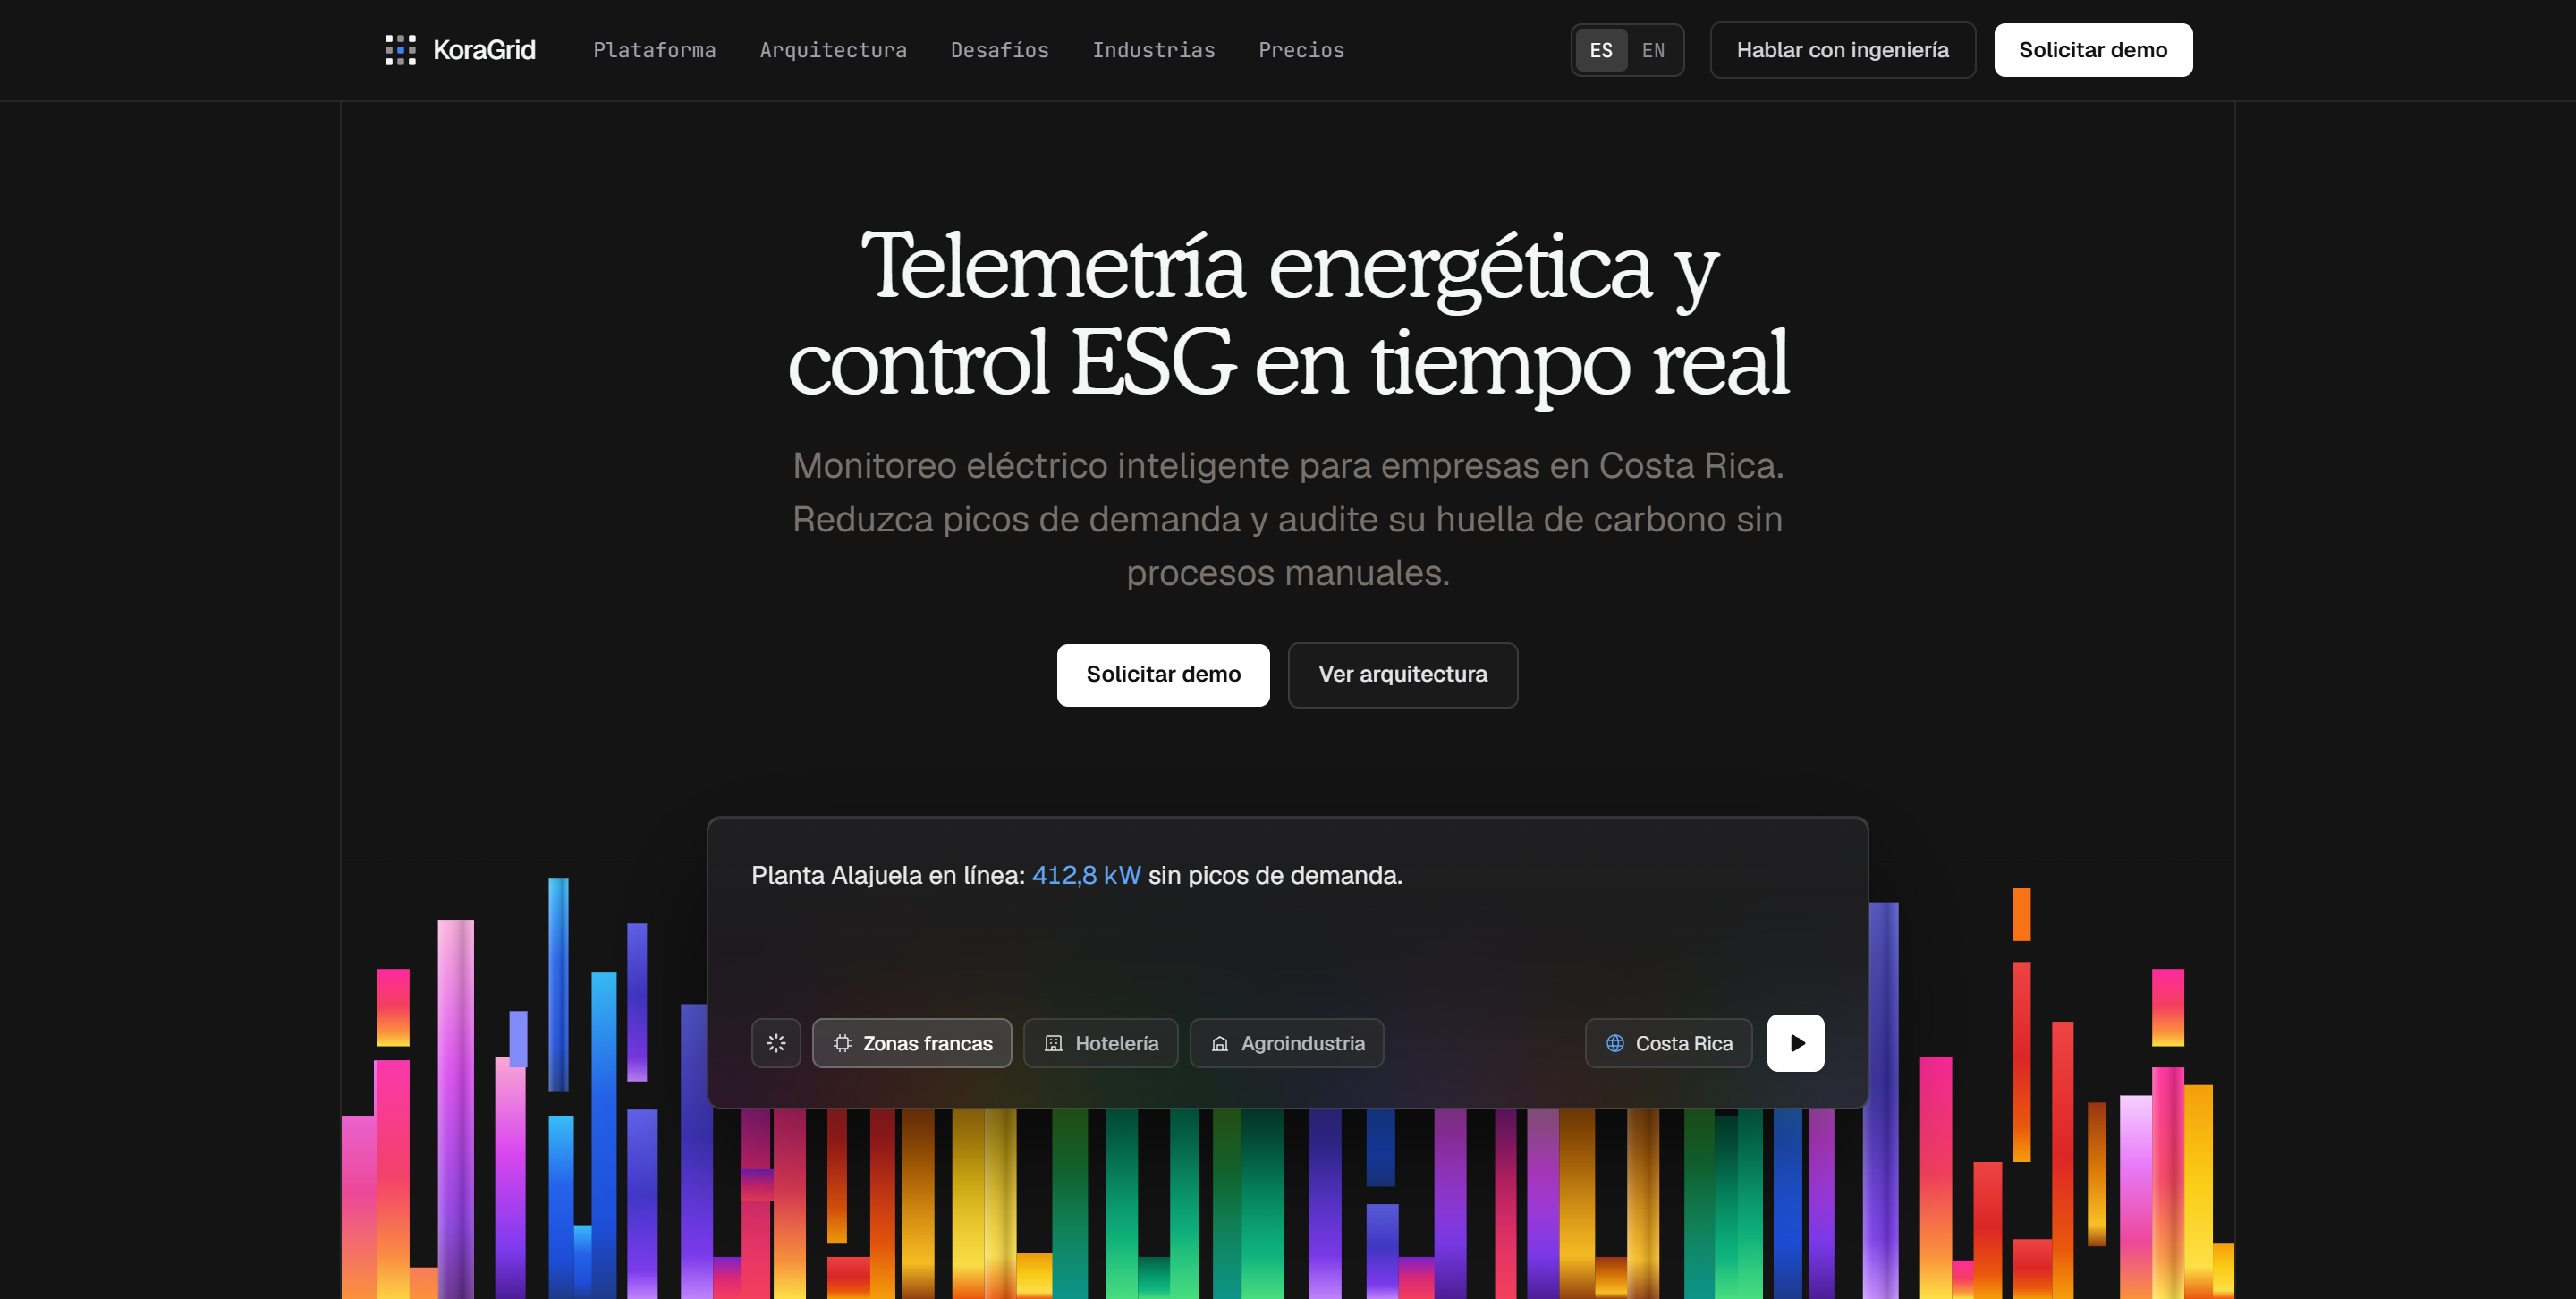 KoraGrid
Plataforma
Arquitectura
Desafíos
Industrias
Precios
ES
EN
Hablar con ingeniería
Solicitar demo
Telemetría energética y
control ESG en tiempo real
Monitoreo eléctrico inteligente para empresas en Costa Rica.
Reduzca picos de demanda y audite su huella de carbono sin
procesos manuales.
Solicitar demo
Ver arquitectura
Planta Alajuela en línea: 412,8 kW sin picos de demanda.
Zonas francas
Hotelería
Agroindustria
Costa Rica